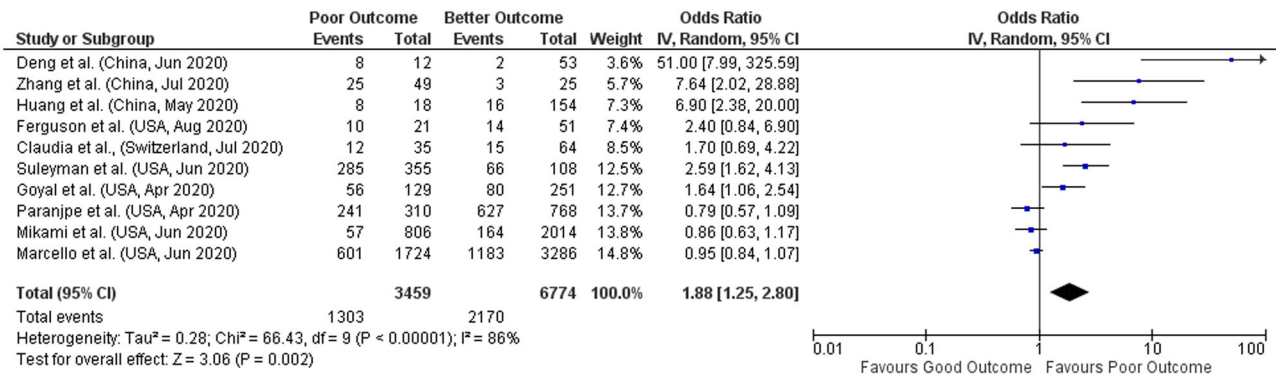 Poor Outcome Better Outcome Odds Ratio Odds Ratio
Study or Subgroup Events Total Events Total Weight IV, Random, 95% CI IV, Random, 95% CI
Deng et al. (China, Jun 2020) 8 12 2 53 3.6% 51.00 [7.99, 325.59]
Zhang et al. (China, Jul 2020) 25 49 3 25 5.7% 7.64 [2.02, 28.88]
Huang et al. (China, May 2020) 8 18 16 154 7.3% 6.90 [2.38, 20.00]
Ferguson et al. (USA, Aug 2020) 10 21 14 51 7.4% 2.40 [0.84, 6.90]
Claudia et al., (Switzerland, Jul 2020) 12 35 15 64 8.5% 1.70 [0.69, 4.22]
Suleyman et al. (USA, Jun 2020) 285 355 66 108 12.5% 2.59 [1.62, 4.13]
Goyal et al. (USA, Apr 2020) 56 129 80 251 12.7% 1.64 [1.06, 2.54]
Paranjpe et al. (USA, Apr 2020) 241 310 627 768 13.7% 0.79 [0.57, 1.09]
Mikami et al. (USA, Jun 2020) 57 806 164 2014 13.8% 0.86 [0.63, 1.17]
Marcello et al. (USA, Jun 2020) 601 1724 1183 3286 14.8% 0.95 [0.84, 1.07]
Total (95% CI) 3459 6774 100.0% 1.88 [1.25, 2.80]
Total events 1303 2170
Heterogeneity: Tau² = 0.28; Chi² = 66.43, df = 9 (P < 0.00001); I² = 86%
Test for overall effect: Z = 3.06 (P = 0.002)
0.01 0.1 1 10 100
Favours Good Outcome Favours Poor Outcome